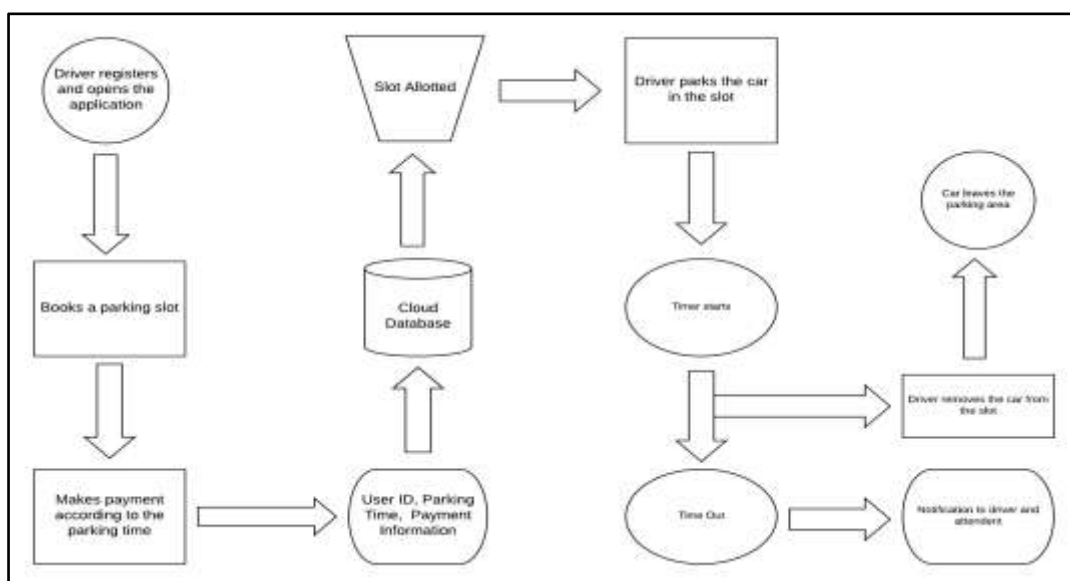 Driver registers
and opens the
application
Books a parking slot
Makes payment
according to the
parking time
User ID, Parking
Time, Payment
Information
Cloud
Database
Slot Allotted
Driver parks the car
in the slot
Timer starts
Time Out
Driver removes the car from
the slot
Car leaves the
parking area
Notification to driver and
attendent